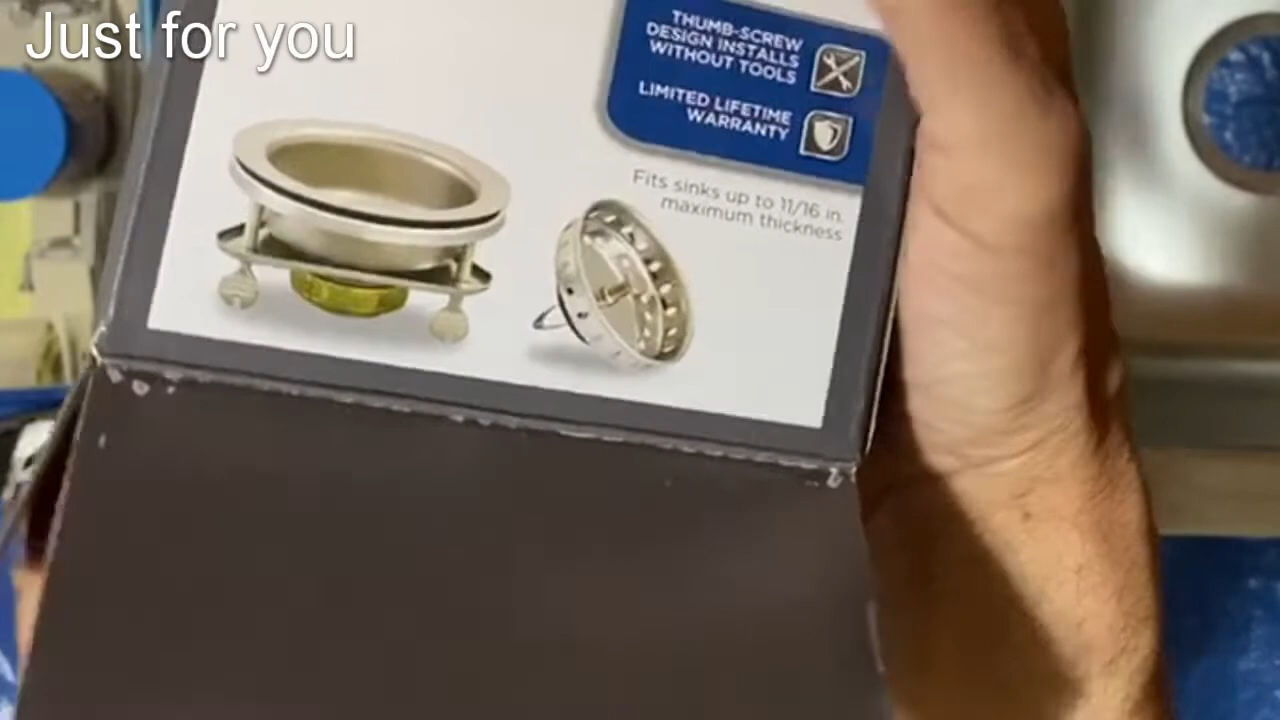 Just for you
THUMB-SCREW
DESIGN INSTALLS
WITHOUT TOOLS
LIMITED LIFETIME
WARRANTY
Fits sinks up to 11/16 in.
maximum thickness